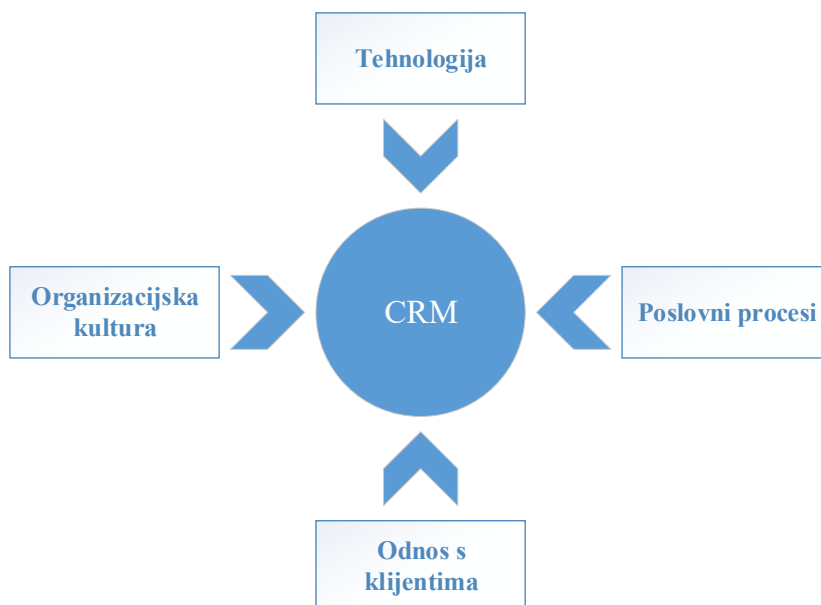 Tehnologija
Organizacijska
kultura
CRM
Poslovni procesi
Odnos s
klijentima